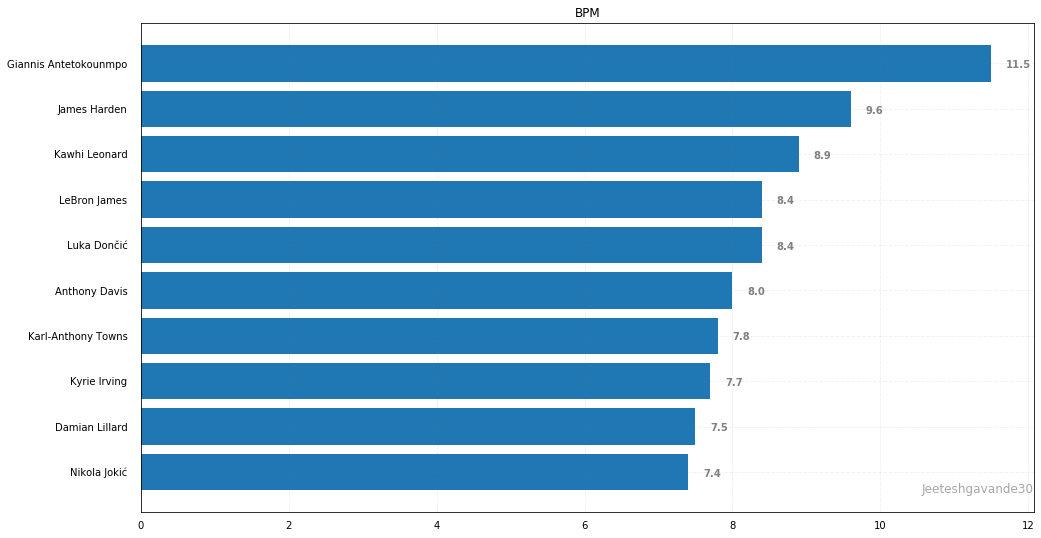 BPM
Giannis Antetokounmpo 11.5
James Harden 9.6
Kawhi Leonard 8.9
LeBron James 8.4
Luka Dončić 8.4
Anthony Davis 8.0
Karl-Anthony Towns 7.8
Kyrie Irving 7.7
Damian Lillard 7.5
Nikola Jokić 7.4
Jeeteshgavande30
0 2 4 6 8 10 12